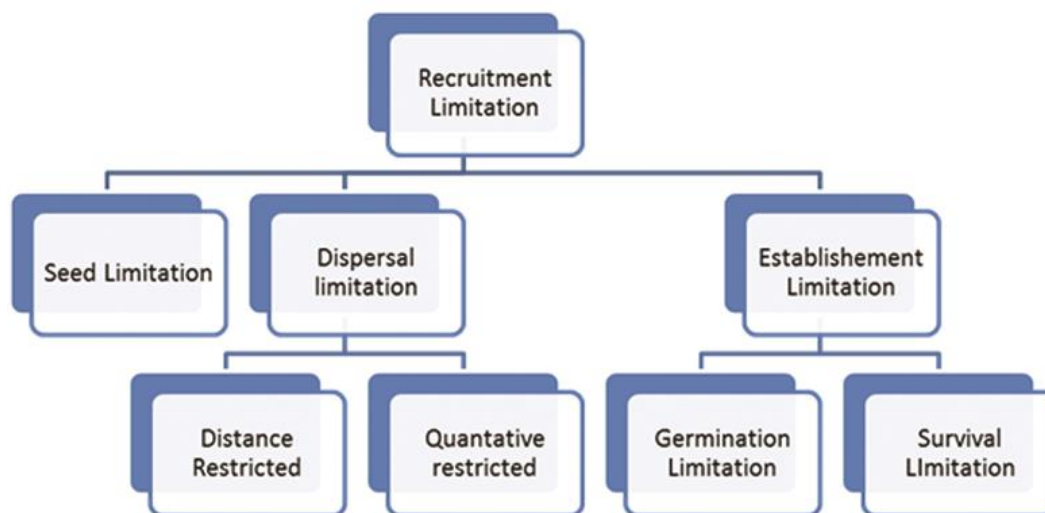 Recruitment
Limitation
Seed Limitation
Dispersal
limitation
Establishement
Limitation
Distance
Restricted
Quantative
restricted
Germination
Limitation
Survival
LImitation